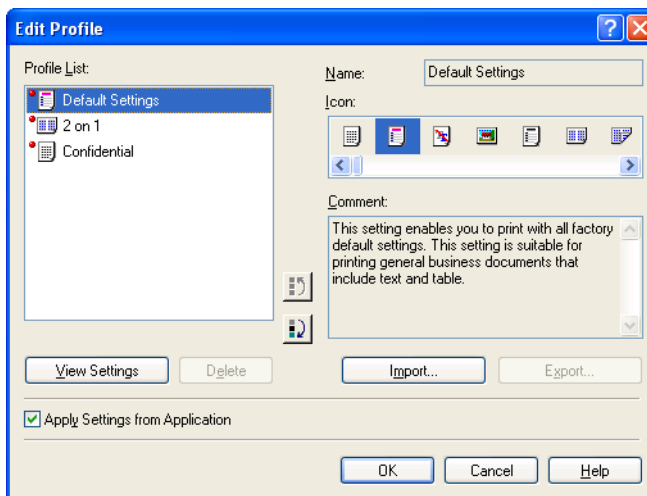 Edit Profile
Profile List:
Default Settings
2 on 1
Confidential
Name:
Default Settings
Icon:
Comment:
This setting enables you to print with all factory
default settings. This setting is suitable for
printing general business documents that
include text and table.
View Settings
Delete
Import...
Export...
Apply Settings from Application
OK
Cancel
Help